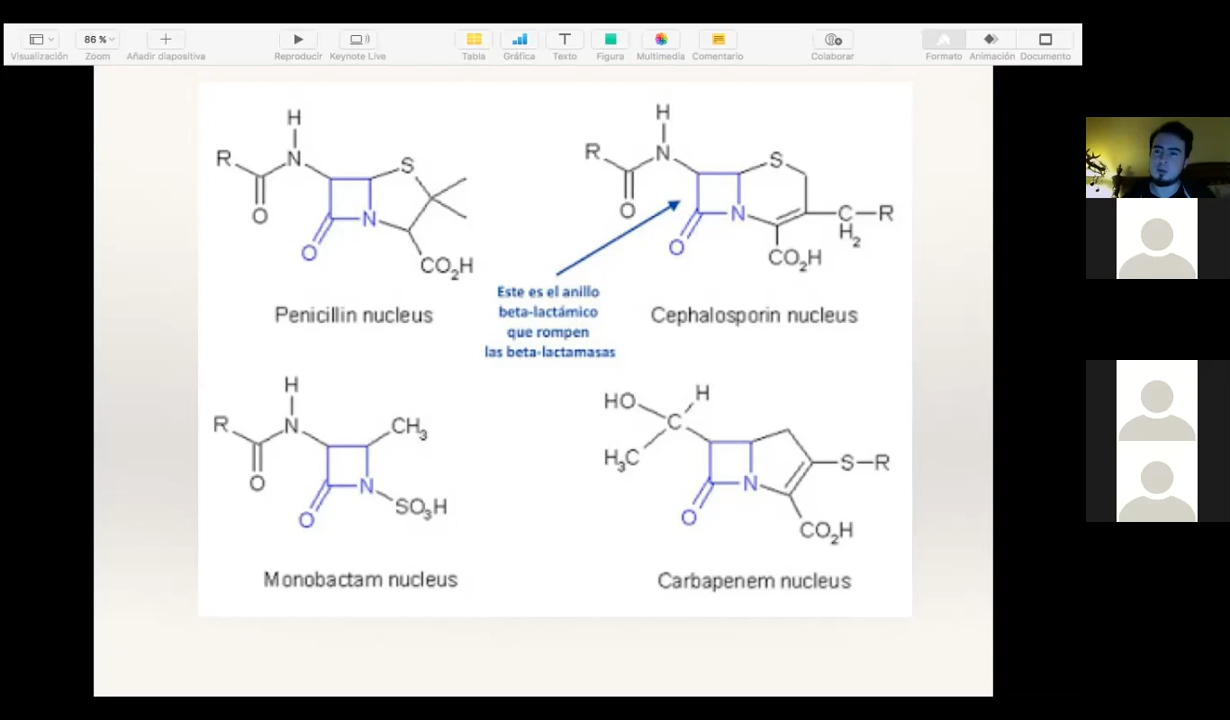 86 %
Visualización
Zoom
Añadir diapositiva
Reproducir
Keynote Live
Tabla
Gráfica
Texto
Figura
Multimedia
Comentario
Colaborar
Formato
Animación
Documento
H
R
N
S
O
N
O
CO2H
Penicillin nucleus
H
R
N
S
O
N
O
C—R
H2
CO2H
Cephalosporin nucleus
Este es el anillo
beta-lactámico
que rompen
las beta-lactamasas
H
R
N
CH3
O
N
O
SO3H
Monobactam nucleus
HO
H
C
H3C
S—R
N
O
CO2H
Carbapenem nucleus